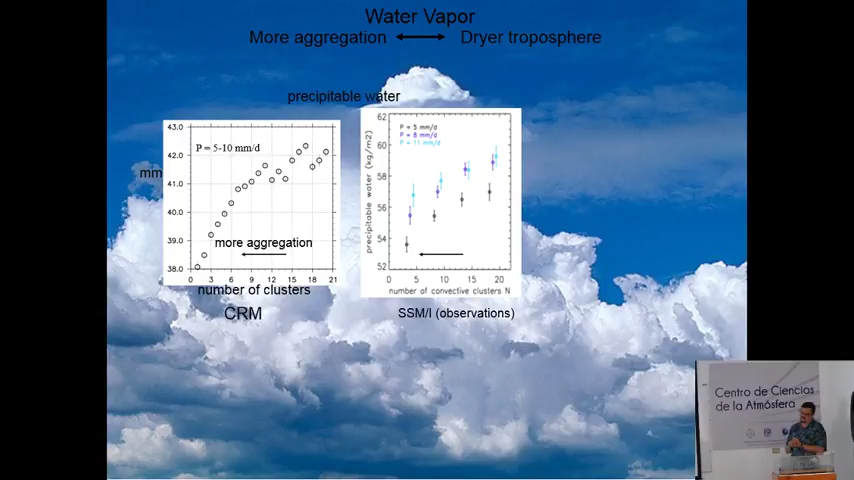 Water Vapor
More aggregation Dryer troposphere
precipitable water
43.0
42.0
41.0
40.0
39.0
38.0
mm
P = 5-10 mm/d
more aggregation
0 3 6 9 12 15 18 21
number of clusters
CRM
62
60
58
56
54
52
precipitable water (kg/m2)
P = 5 mm/d
P = 8 mm/d
P = 11 mm/d
0 5 10 15 20
number of convective clusters N
SSM/I (observations)
Centro de Ciencias
de la Atmósfera